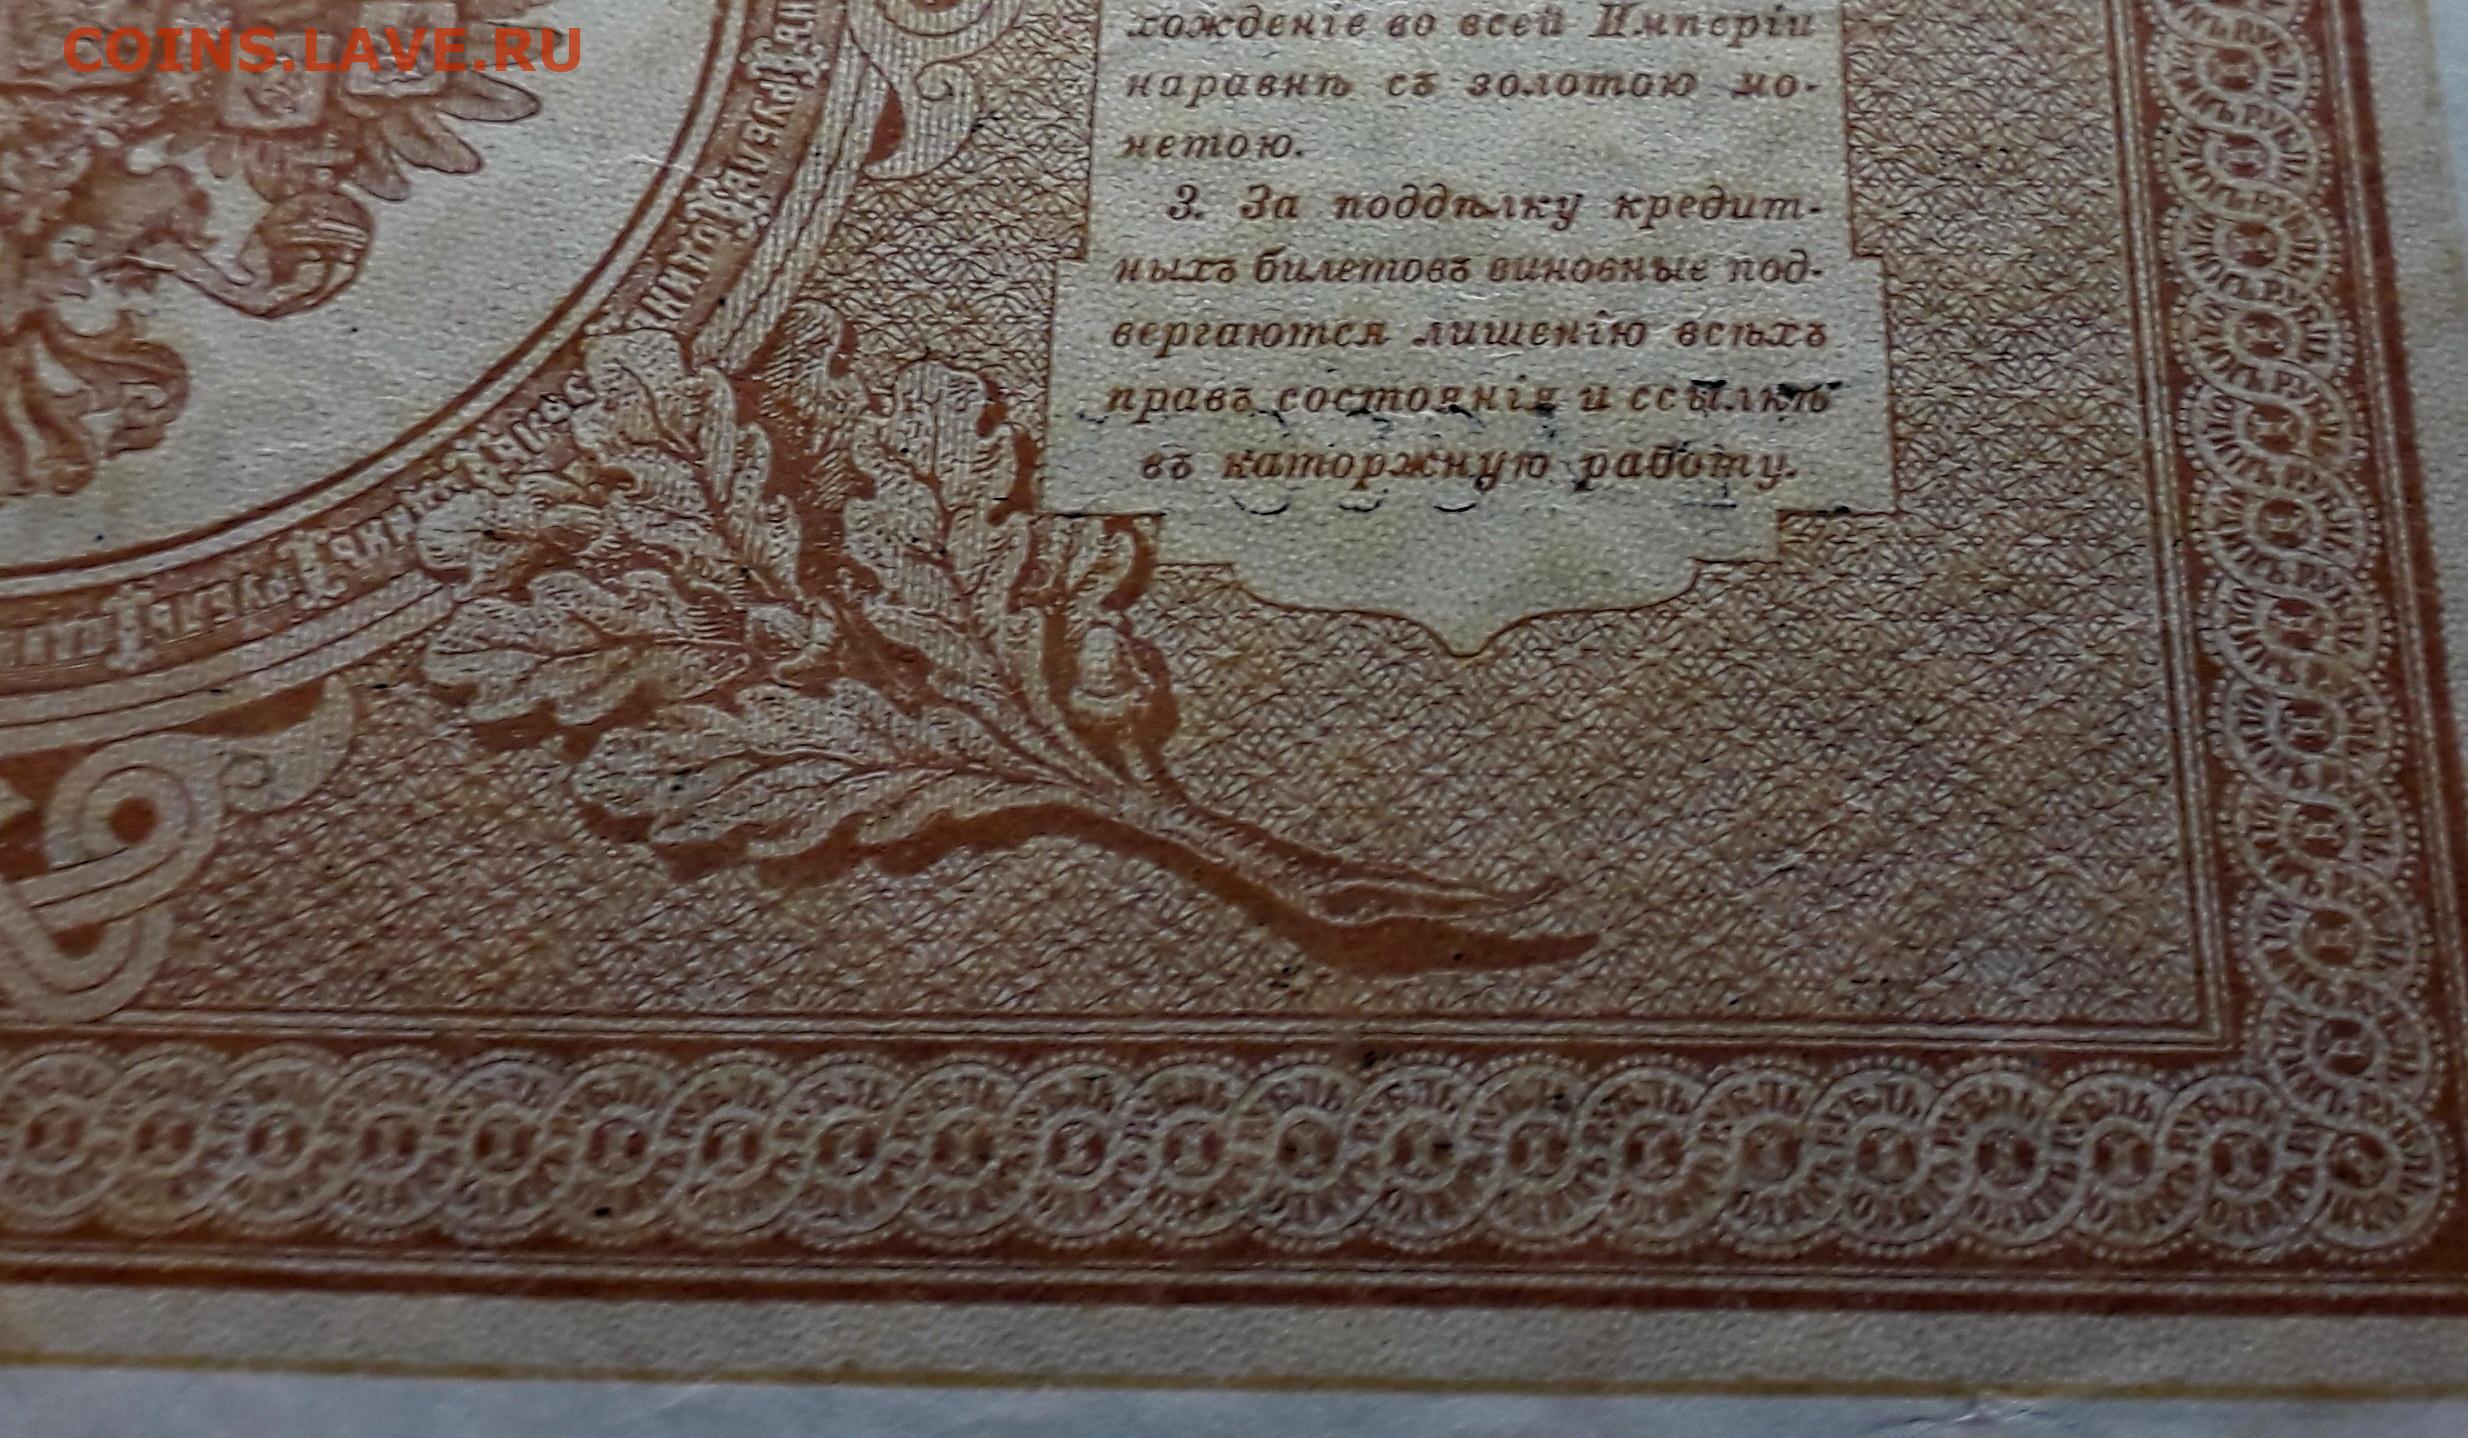 COINS.LAVE.RU
хожденіе во всей Имперіи
наравнѣ съ золотою мо-
нетою.
3. За поддѣлку кредит-
ныхъ билетовъ виновные под-
вергаются лишенію всѣхъ
правъ состоянія и ссылкѣ
въ каторжную работу.